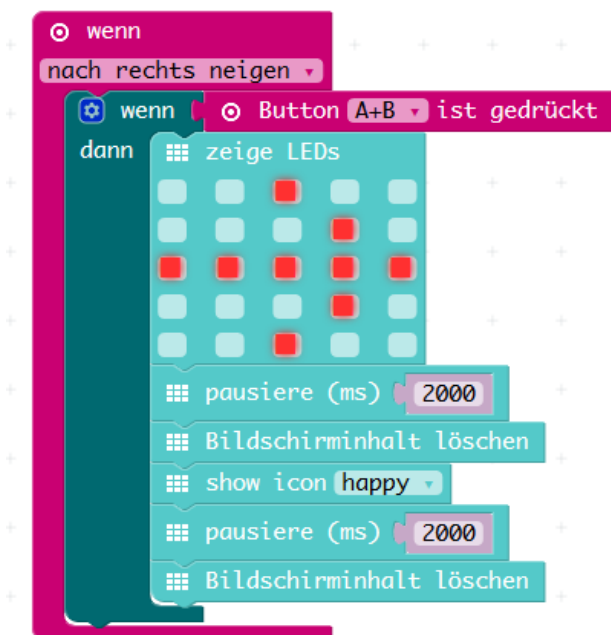 wenn
nach rechts neigen
wenn Button A+B ist gedrückt
dann zeige LEDs
pausiere (ms) 2000
Bildschirminhalt löschen
show icon happy
pausiere (ms) 2000
Bildschirminhalt löschen